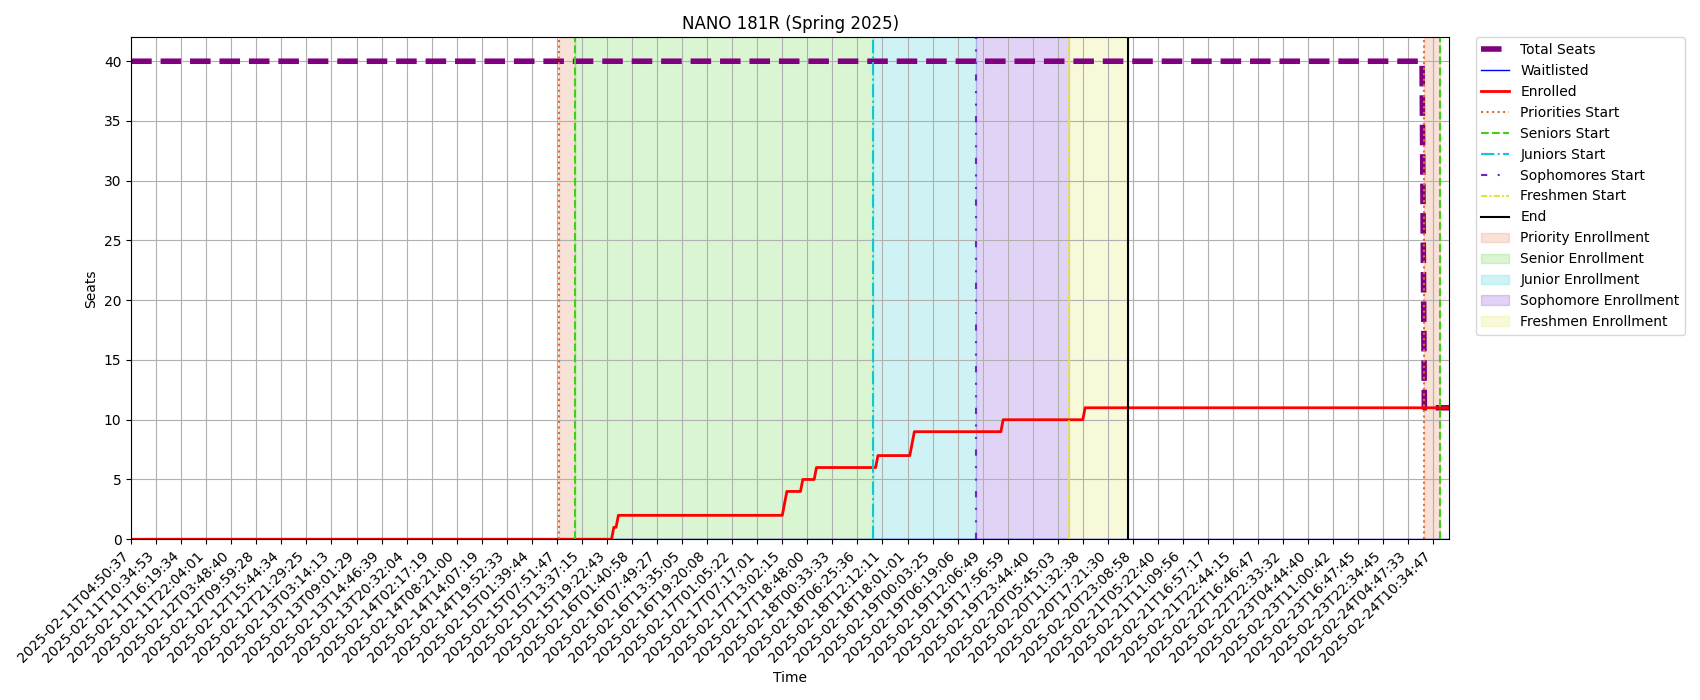 NANO 181R (Spring 2025)
Seats
40
35
30
25
20
15
10
5
0
2025-02-11T04:50:37
2025-02-11T10:34:53
2025-02-11T16:19:34
2025-02-11T22:04:01
2025-02-12T03:48:40
2025-02-12T09:59:28
2025-02-12T15:44:34
2025-02-12T21:29:25
2025-02-13T03:14:13
2025-02-13T09:01:29
2025-02-13T14:46:39
2025-02-13T20:32:04
2025-02-14T02:17:19
2025-02-14T08:21:00
2025-02-14T14:07:19
2025-02-14T19:52:33
2025-02-15T01:39:44
2025-02-15T07:51:47
2025-02-15T13:37:15
2025-02-15T19:22:43
2025-02-16T01:40:58
2025-02-16T07:49:27
2025-02-16T13:35:05
2025-02-16T19:20:08
2025-02-17T01:05:22
2025-02-17T07:17:01
2025-02-17T13:02:15
2025-02-17T18:48:00
2025-02-18T00:33:33
2025-02-18T06:25:36
2025-02-18T12:12:11
2025-02-18T18:01:01
2025-02-19T00:03:25
2025-02-19T06:19:06
2025-02-19T12:06:49
2025-02-19T17:56:59
2025-02-19T23:44:40
2025-02-20T05:45:03
2025-02-20T11:32:38
2025-02-20T17:21:30
2025-02-20T23:08:58
2025-02-21T05:22:40
2025-02-21T11:09:56
2025-02-21T16:57:17
2025-02-21T22:44:15
2025-02-22T16:46:47
2025-02-22T22:33:32
2025-02-23T04:44:40
2025-02-23T11:00:42
2025-02-23T16:47:45
2025-02-23T22:34:45
2025-02-24T04:47:33
2025-02-24T10:34:47
Time
Total Seats
Waitlisted
Enrolled
Priorities Start
Seniors Start
Juniors Start
Sophomores Start
Freshmen Start
End
Priority Enrollment
Senior Enrollment
Junior Enrollment
Sophomore Enrollment
Freshmen Enrollment